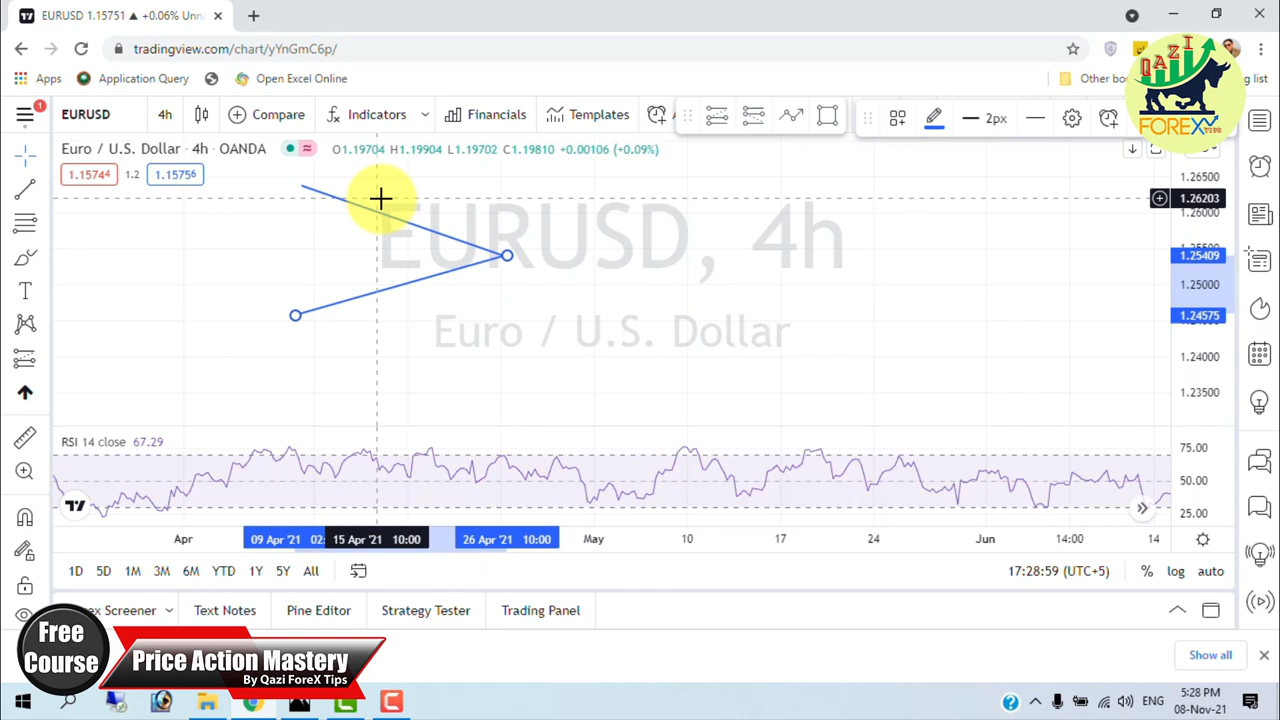 EURUSD 1.15751 ▲ +0.06% Unn
tradingview.com/chart/yYnGmC6p/
Apps
Application Query
Open Excel Online
Other bo
QAZI
FOREX
TIPS
1
EURUSD
4h
Compare
Indicators
Financials
Templates
2px
Euro / U.S. Dollar · 4h · OANDA
O1.19704 H1.19904 L1.19702 C1.19810 +0.00106 (+0.09%)
1.15744
1.2
1.15756
EURUSD, 4h
Euro / U.S. Dollar
1.26500
1.26203
1.26000
1.25409
1.25000
1.24575
1.24000
1.23500
RSI 14 close 67.29
75.00
50.00
25.00
Apr
09 Apr '21 02:
15 Apr '21 10:00
26 Apr '21 10:00
May
10
17
24
Jun
14:00
14
1D
5D
1M
3M
6M
YTD
1Y
5Y
All
17:28:59 (UTC+5)
%
log
auto
ex Screener
Text Notes
Pine Editor
Strategy Tester
Trading Panel
Free
Course
Price Action Mastery
By Qazi ForeX Tips
Show all
ENG
5:28 PM
08-Nov-21